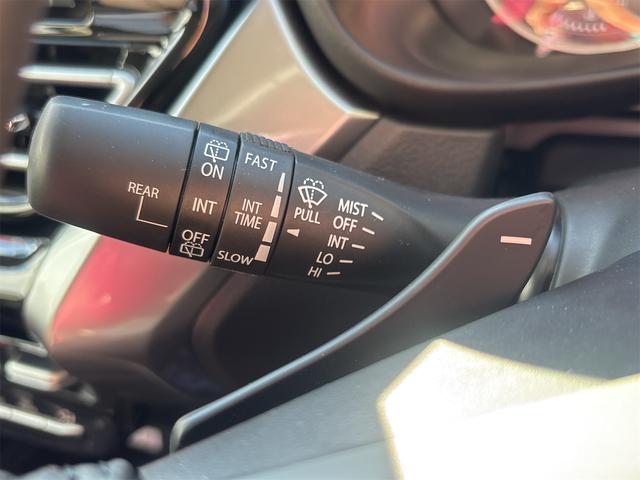 REAR
ON
INT
OFF
FAST
INT
TIME
SLOW
PULL
MIST
OFF
INT
LO
HI